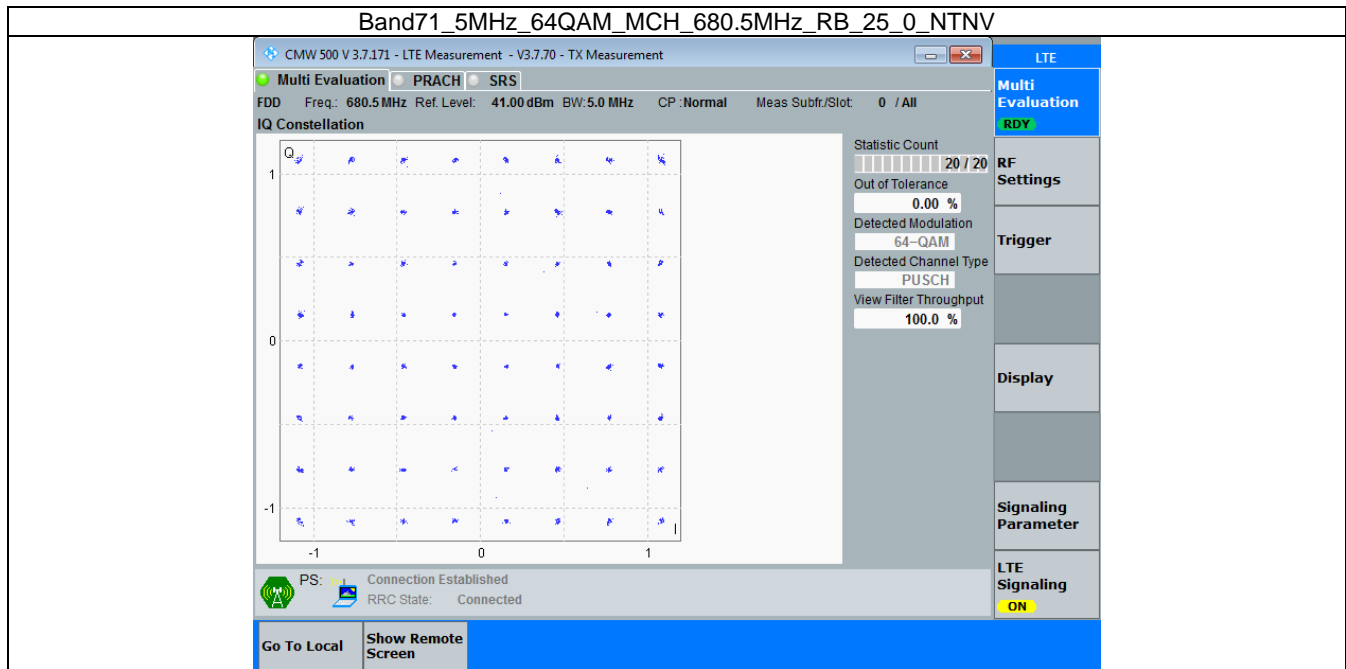 Band71_5MHz_64QAM_MCH_680.5MHz_RB_25_0_NTNV
CMW 500 V 3.7.171 - LTE Measurement - V3.7.70 - TX Measurement
LTE
Multi Evaluation PRACH SRS
Multi
Evaluation
RDY
FDD Freq.: 680.5 MHz Ref. Level: 41.00 dBm BW: 5.0 MHz CP : Normal Meas Subfr./Slot: 0 / All
IQ Constellation
Q
1
0
-1
-1 0 1
I
Statistic Count
20 / 20
Out of Tolerance
0.00 %
Detected Modulation
64-QAM
Detected Channel Type
PUSCH
View Filter Throughput
100.0 %
RF
Settings
Trigger
Display
Signaling
Parameter
LTE
Signaling
ON
PS: Connection Established
RRC State: Connected
Go To Local
Show Remote
Screen